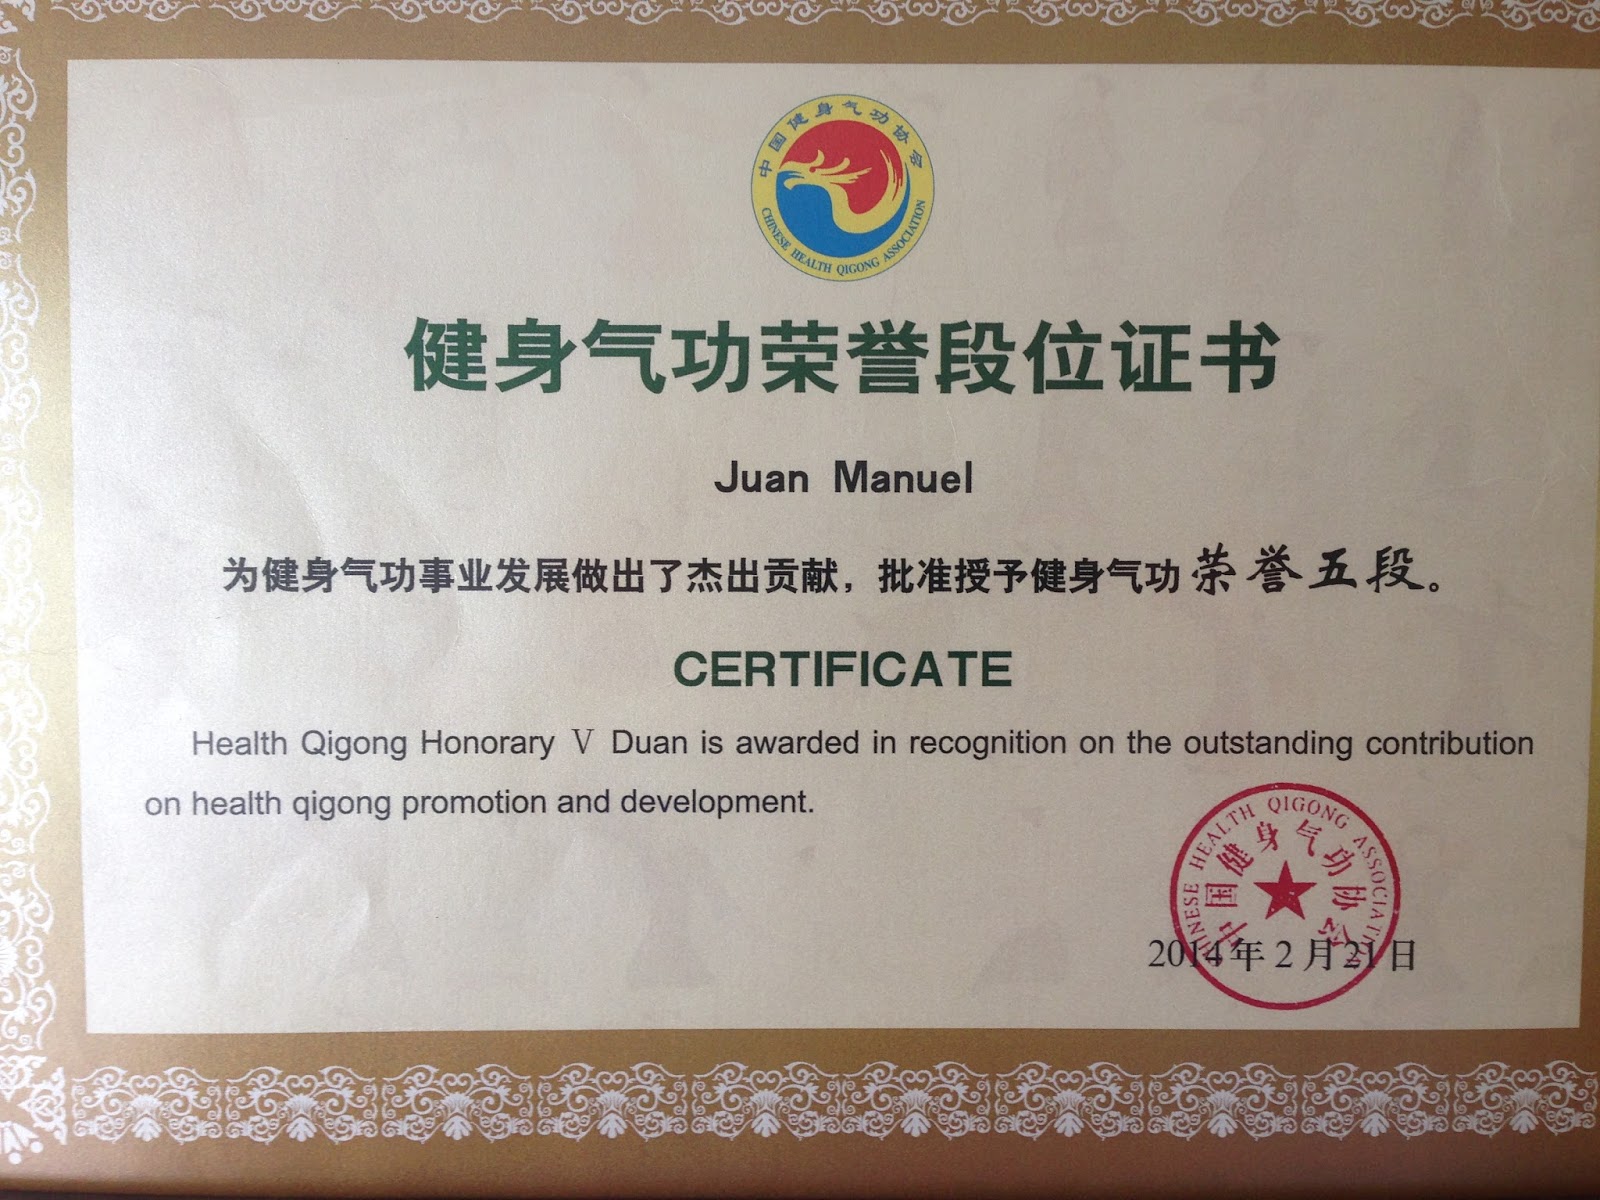 中国健身气功协会
CHINESE HEALTH QIGONG ASSOCIATION
健身气功荣誉段位证书
Juan Manuel
为健身气功事业发展做出了杰出贡献，批准授予健身气功荣誉五段。
CERTIFICATE
Health Qigong Honorary Ⅴ Duan is awarded in recognition on the outstanding contribution
on health qigong promotion and development.
CHINESE HEALTH QIGONG ASSOCIATION
中国健身气功协会
2014年2月21日